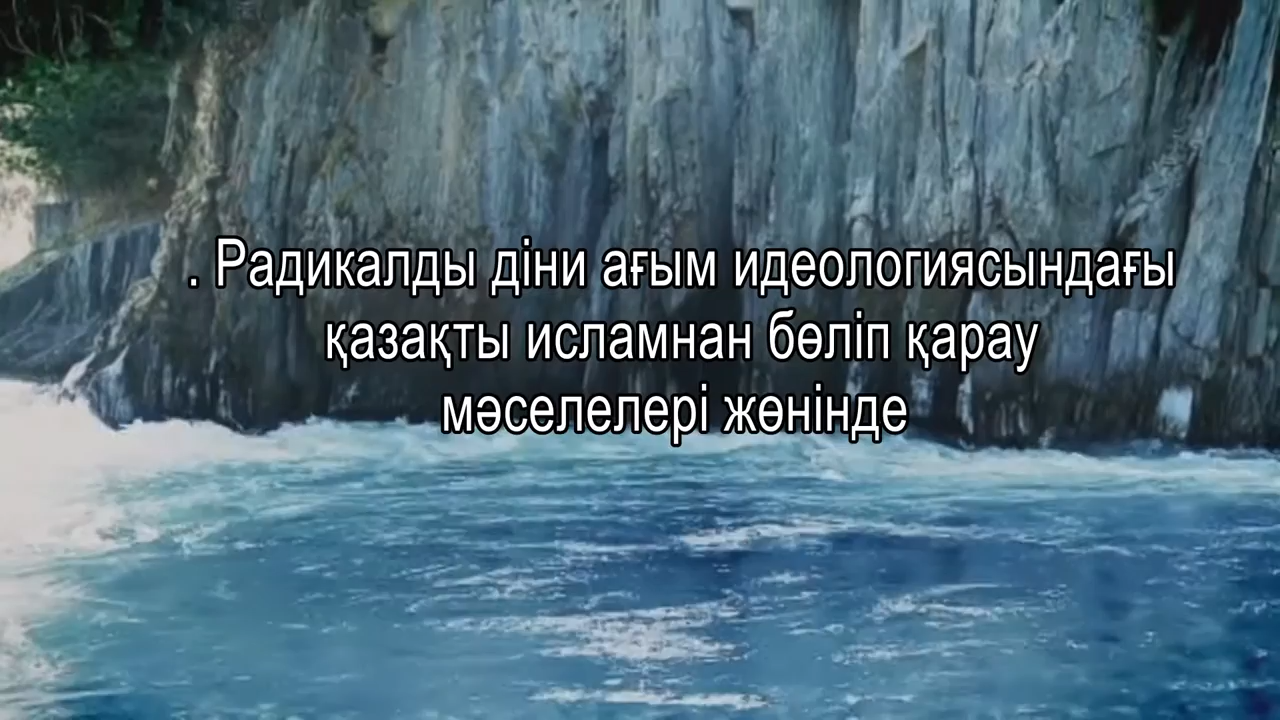 . Радикалды діни ағым идеологиясындағы
қазақты исламнан бөліп қарау
мәселелері жөнінде